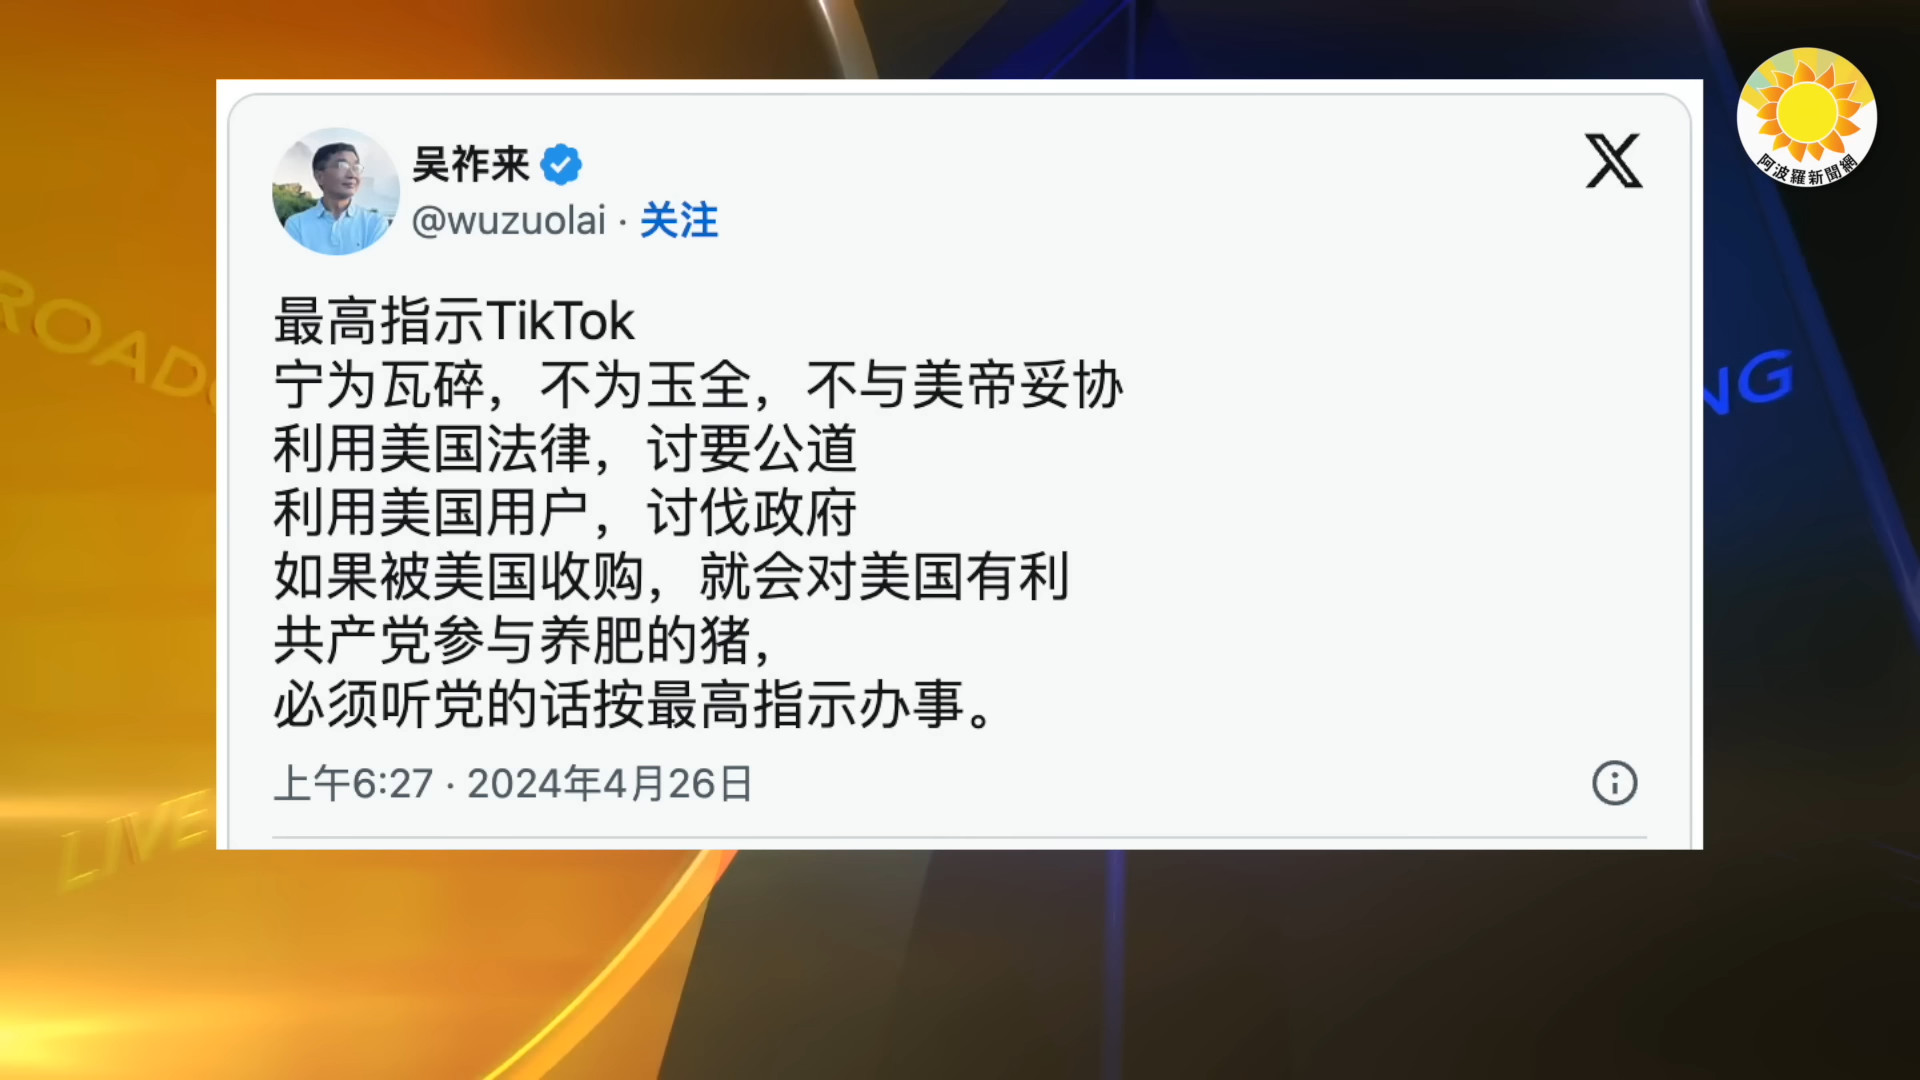 吴祚来
@wuzuolai · 关注
最高指示TikTok
宁为瓦碎，不为玉全，不与美帝妥协
利用美国法律，讨要公道
利用美国用户，讨伐政府
如果被美国收购，就会对美国有利
共产党参与养肥的猪，
必须听党的话按最高指示办事。
上午6:27 · 2024年4月26日
阿波羅新聞網
ROADC
NG
LIVE